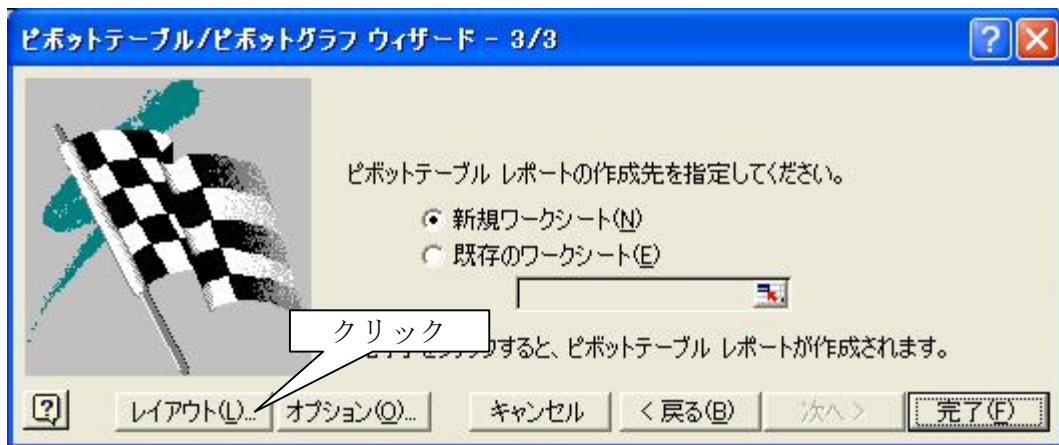 ピボットテーブル/ピボットグラフ ウィザード - 3/3
ピボットテーブル レポートの作成先を指定してください。
新規ワークシート(N)
既存のワークシート(E)
クリック
すると、ピボットテーブル レポートが作成されます。
レイアウト(L)... オプション(O)... キャンセル < 戻る(B) 次へ > 完了(F)